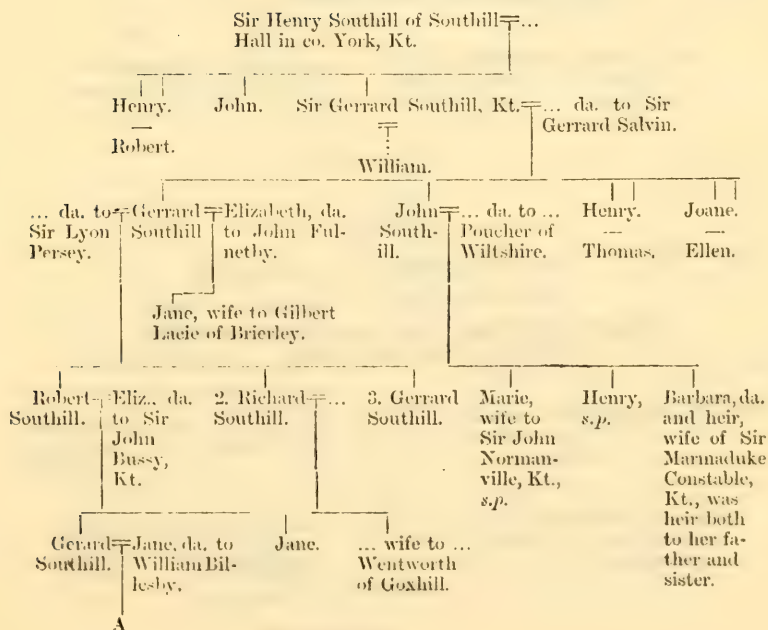 Sir Henry Southill of Southill=...
Hall in co. York, Kt.
Henry.
—
Robert.
John.
Sir Gerrard Southill, Kt.=... da. to Sir
Gerrard Salvin.
William.
... da. to
Sir Lyon
Persey.
=Gerrard
Southill
=Elizabeth, da.
to John Ful-
netby.
John=
South-
ill.
... da. to ...
Poucher of
Wiltshire.
Henry.
—
Thomas.
Joane.
—
Ellen.
Jane, wife to Gilbert
Lacie of Brierley.
Robert=
Southill.
Eliz., da.
to Sir
John
Bussy,
Kt.
2. Richard=...
Southill.
3. Gerrard
Southill.
Marie,
wife to
Sir John
Norman-
ville, Kt.,
s.p.
Henry,
s.p.
Barbara, da.
and heir,
wife of Sir
Marmaduke
Constable,
Kt., was
heir both
to her fa-
ther and
sister.
Gerard=
Southill.
Jane, da. to
William Bil-
lesby.
Jane.
... wife to ...
Wentworth
of Goxhill.
A